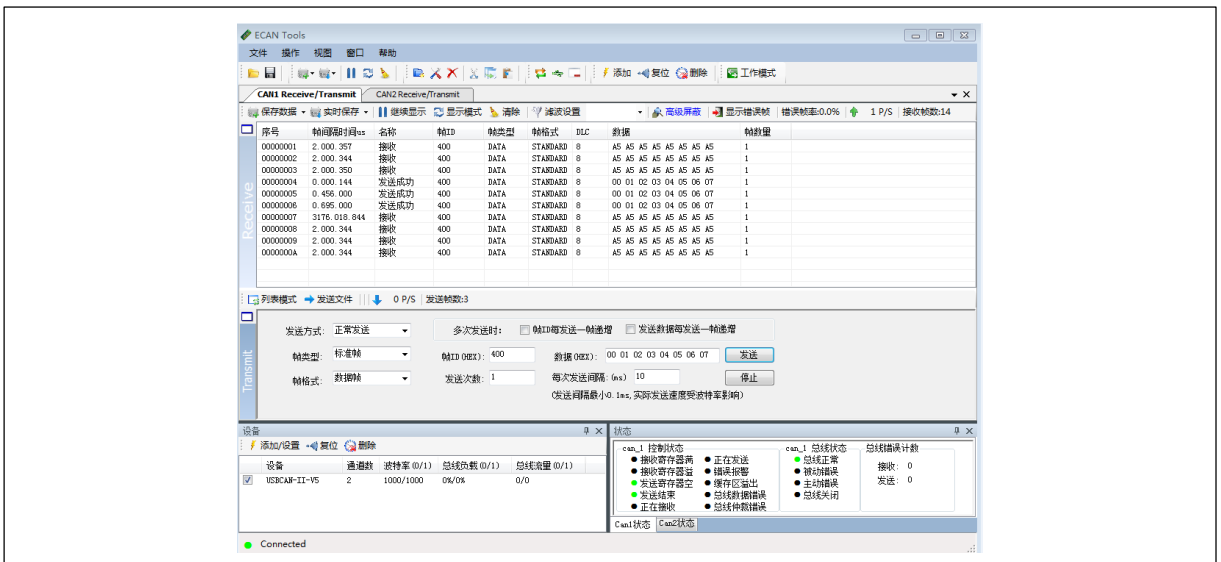 ECAN Tools
文件 操作 视图 窗口 帮助
添加 复位 删除 工作模式
CAN1 Receive/Transmit CAN2 Receive/Transmit
保存数据 实时保存 继续显示 显示模式 清除 滤波设置 高级屏蔽 显示错误帧 错误帧率:0.0% 1 P/S 接收帧数:14
序号 帧间隔时间us 名称 帧ID 帧类型 帧格式 DLC 数据 帧数量
00000001 2.000.357 接收 400 DATA STANDARD 8 A5 A5 A5 A5 A5 A5 A5 A5 1
00000002 2.000.344 接收 400 DATA STANDARD 8 A5 A5 A5 A5 A5 A5 A5 A5 1
00000003 2.000.350 接收 400 DATA STANDARD 8 A5 A5 A5 A5 A5 A5 A5 A5 1
00000004 0.000.144 发送成功 400 DATA STANDARD 8 00 01 02 03 04 05 06 07 1
00000005 0.456.000 发送成功 400 DATA STANDARD 8 00 01 02 03 04 05 06 07 1
00000006 0.695.000 发送成功 400 DATA STANDARD 8 00 01 02 03 04 05 06 07 1
00000007 3176.018.844 接收 400 DATA STANDARD 8 A5 A5 A5 A5 A5 A5 A5 A5 1
00000008 2.000.344 接收 400 DATA STANDARD 8 A5 A5 A5 A5 A5 A5 A5 A5 1
00000009 2.000.344 接收 400 DATA STANDARD 8 A5 A5 A5 A5 A5 A5 A5 A5 1
0000000A 2.000.344 接收 400 DATA STANDARD 8 A5 A5 A5 A5 A5 A5 A5 A5 1
Receive
列表模式 发送文件 0 P/S 发送帧数:3
发送方式: 正常发送 多次发送时: 帧ID每发送一帧递增 发送数据每发送一帧递增
帧类型: 标准帧 帧ID(HEX): 400 数据(HEX): 00 01 02 03 04 05 06 07 发送
帧格式: 数据帧 发送次数: 1 每次发送间隔:(ms) 10 停止
(发送间隔最小0.1ms,实际发送速度受波特率影响)
Transmit
设备
添加/设置 复位 删除
设备 通道数 波特率(0/1) 总线负载(0/1) 总线流量(0/1)
USBCAN-II-V5 2 1000/1000 0%/0% 0/0
状态
can_1 控制状态 can_1 总线状态 总线错误计数
接收寄存器满 正在发送 总线正常
接收寄存器溢 错误报警 被动错误 接收: 0
发送寄存器空 缓存区溢出 主动错误 发送: 0
发送结束 总线数据错误 总线关闭
正在接收 总线仲裁错误
Can1状态 Can2状态
Connected